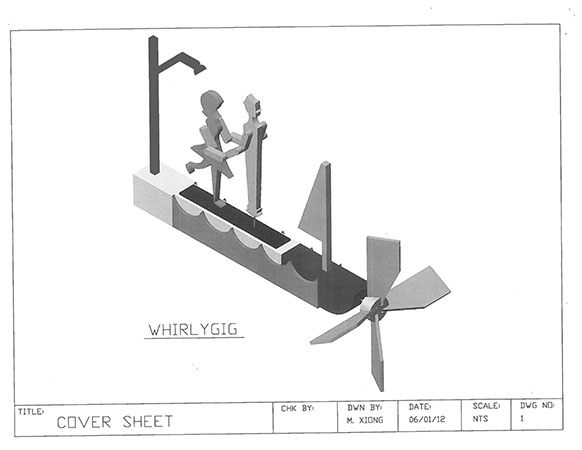 WHIRLYGIG
TITLE:
COVER SHEET
CHK BY:
DWN BY:
M. XIONG
DATE:
06/01/12
SCALE:
NTS
DWG NO:
1